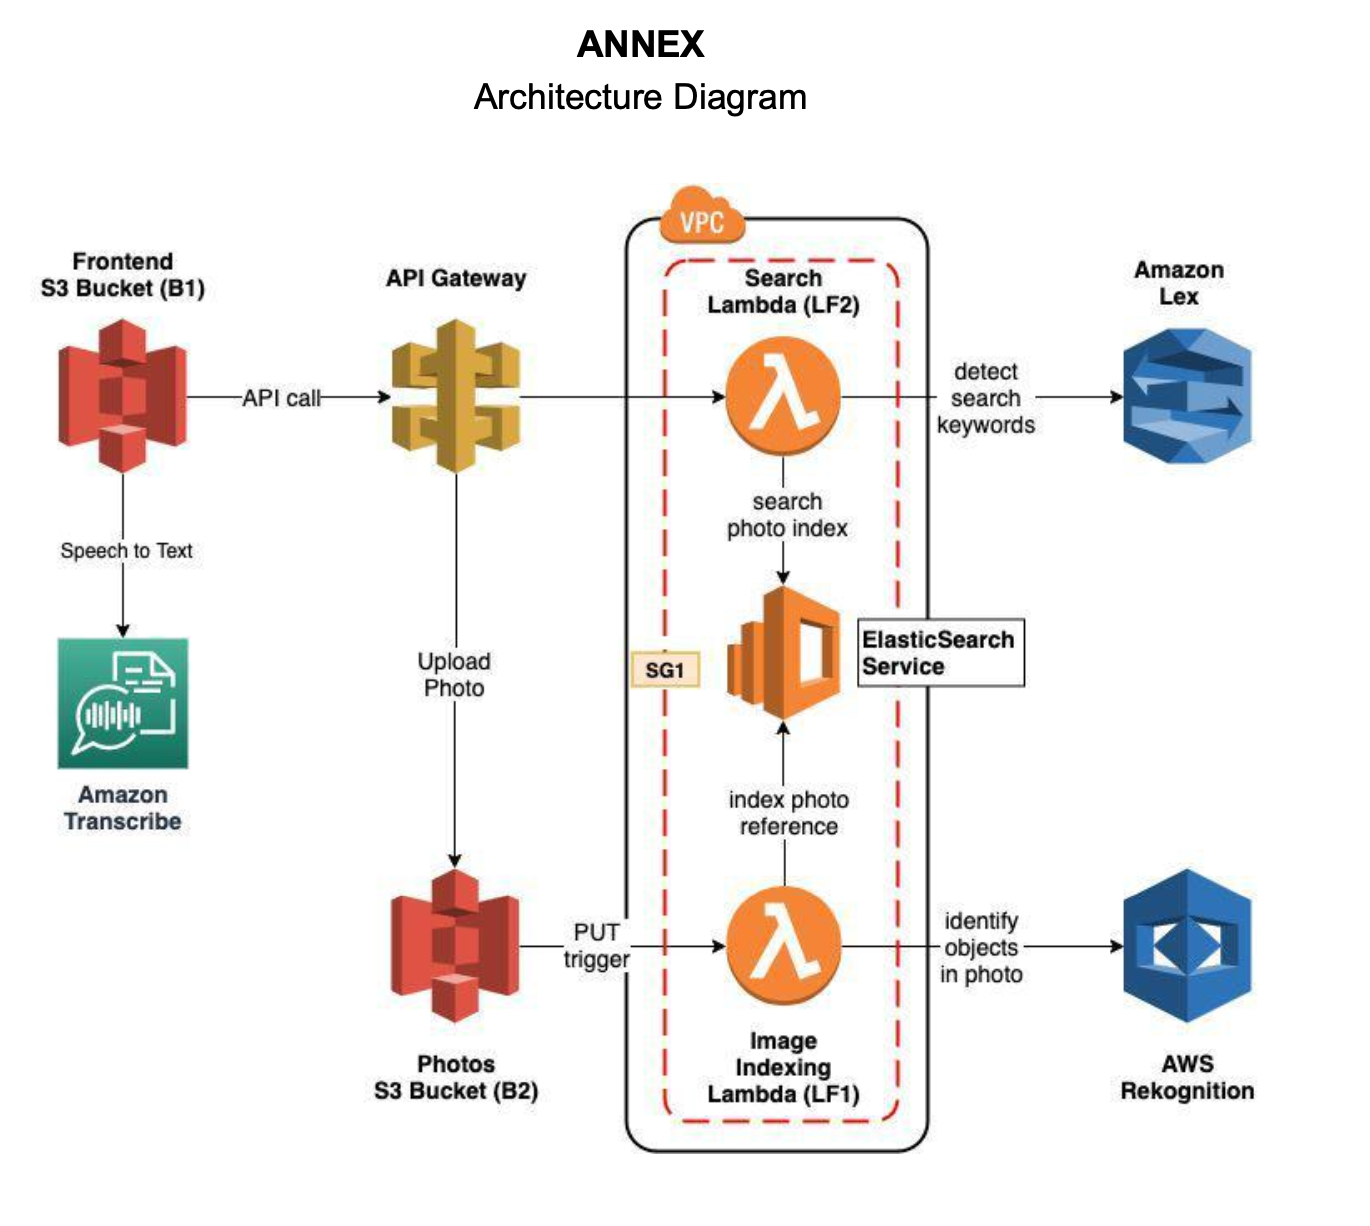 ANNEX
Architecture Diagram
VPC
Frontend
S3 Bucket (B1)
API Gateway
Search
Lambda (LF2)
Amazon
Lex
API call
detect
search
keywords
search
photo index
Speech to Text
Upload
Photo
SG1
ElasticSearch
Service
Amazon
Transcribe
index photo
reference
PUT
trigger
identify
objects
in photo
Photos
S3 Bucket (B2)
Image
Indexing
Lambda (LF1)
AWS
Rekognition